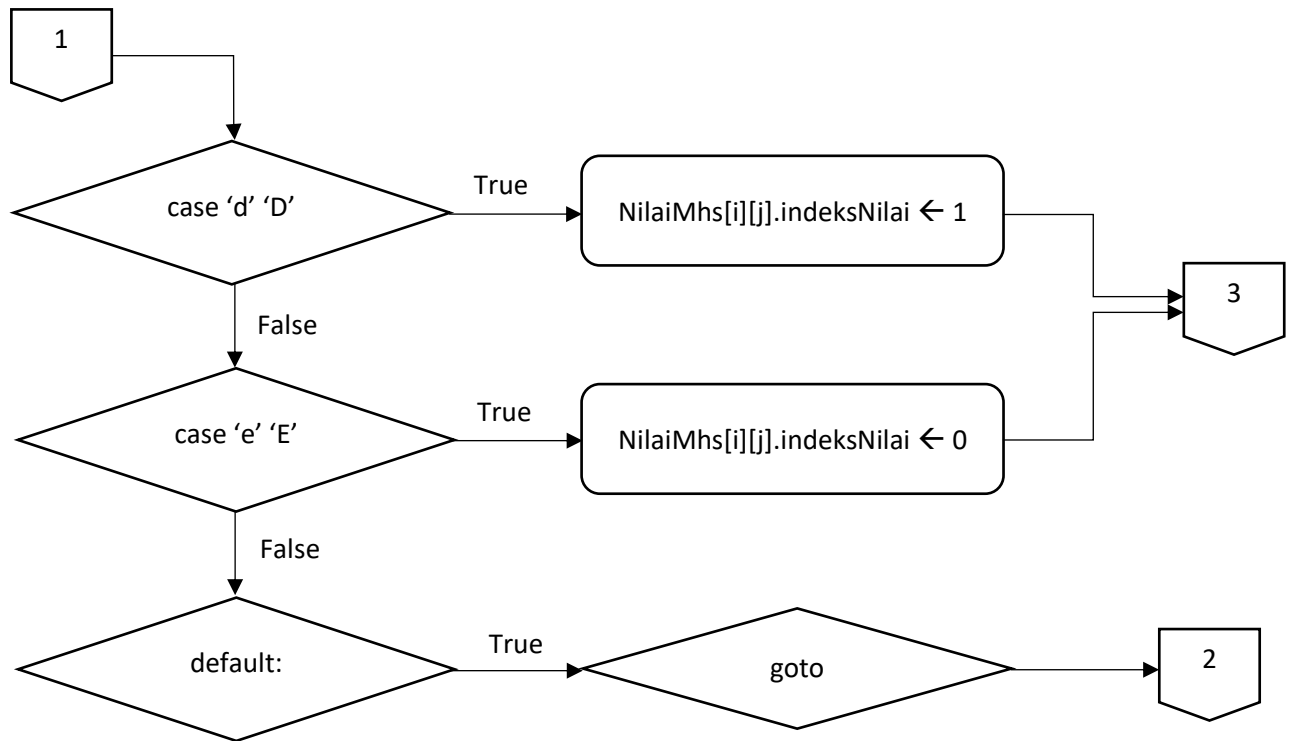 1
case ‘d’ ‘D’
True
NilaiMhs[i][j].indeksNilai ← 1
3
False
case ‘e’ ‘E’
True
NilaiMhs[i][j].indeksNilai ← 0
False
default:
True
goto
2